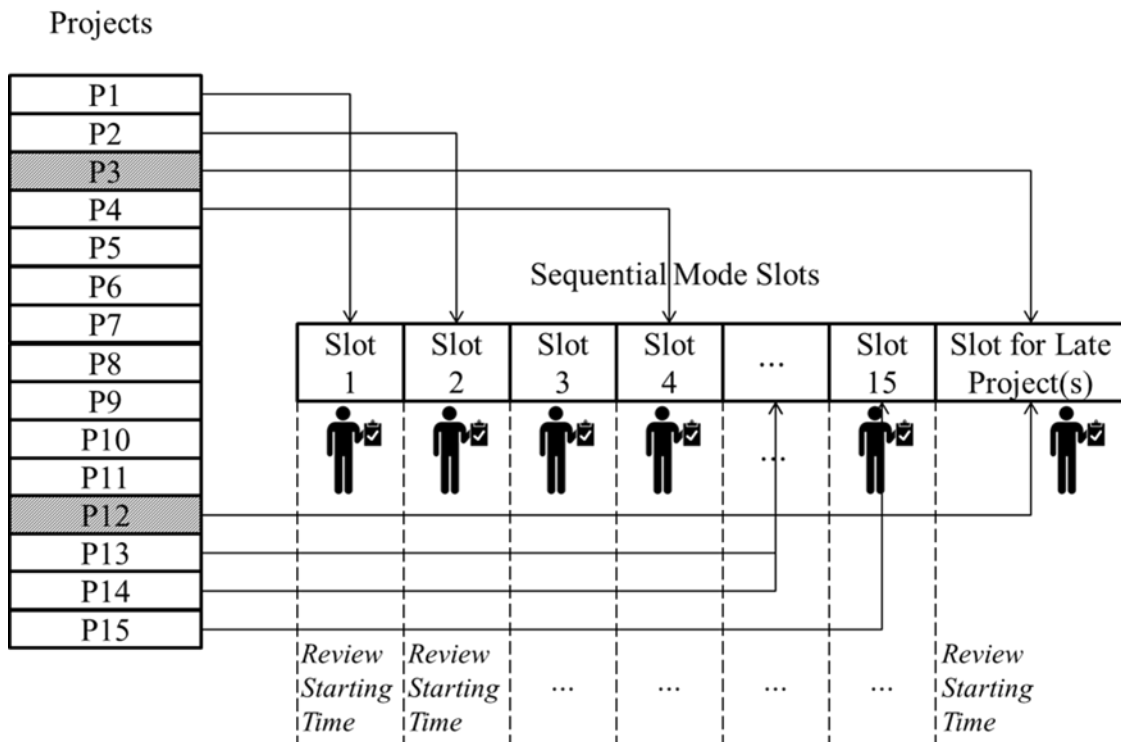 Projects
P1
P2
P3
P4
P5
P6
P7
P8
P9
P10
P11
P12
P13
P14
P15
Sequential Mode Slots
Slot
1
Slot
2
Slot
3
Slot
4
...
Slot
15
Slot for Late
Project(s)
...
Review
Starting
Time
Review
Starting
Time
...
...
...
...
Review
Starting
Time